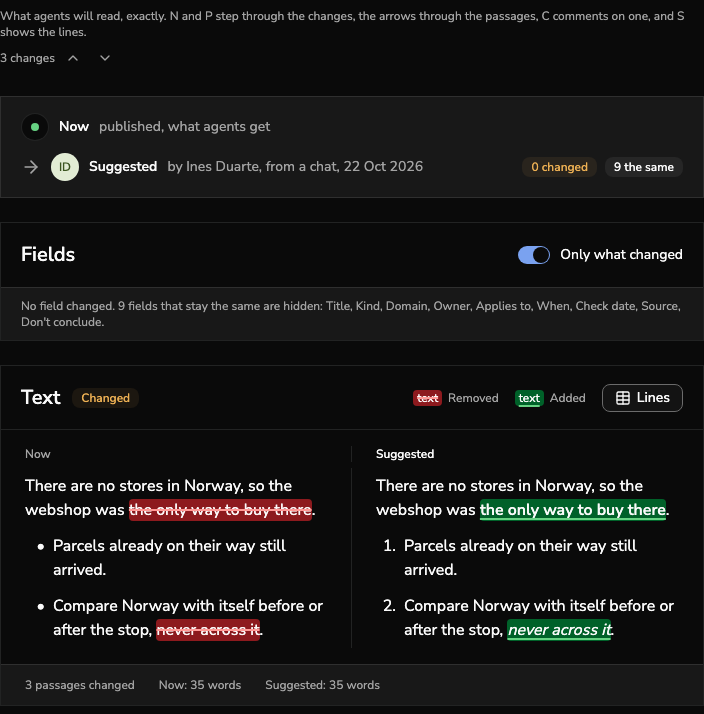 What agents will read, exactly. N and P step through the changes, the arrows through the passages, C comments on one, and S
shows the lines.
3 changes
Now published, what agents get
ID Suggested by Ines Duarte, from a chat, 22 Oct 2026 0 changed 9 the same
Fields Only what changed
No field changed. 9 fields that stay the same are hidden: Title, Kind, Domain, Owner, Applies to, When, Check date, Source,
Don't conclude.
Text Changed text Removed text Added Lines
Now
There are no stores in Norway, so the
webshop was the only way to buy there.
• Parcels already on their way still
arrived.
• Compare Norway with itself before or
after the stop, never across it.
Suggested
There are no stores in Norway, so the
webshop was the only way to buy there.
1. Parcels already on their way still
arrived.
2. Compare Norway with itself before or
after the stop, never across it.
3 passages changed Now: 35 words Suggested: 35 words